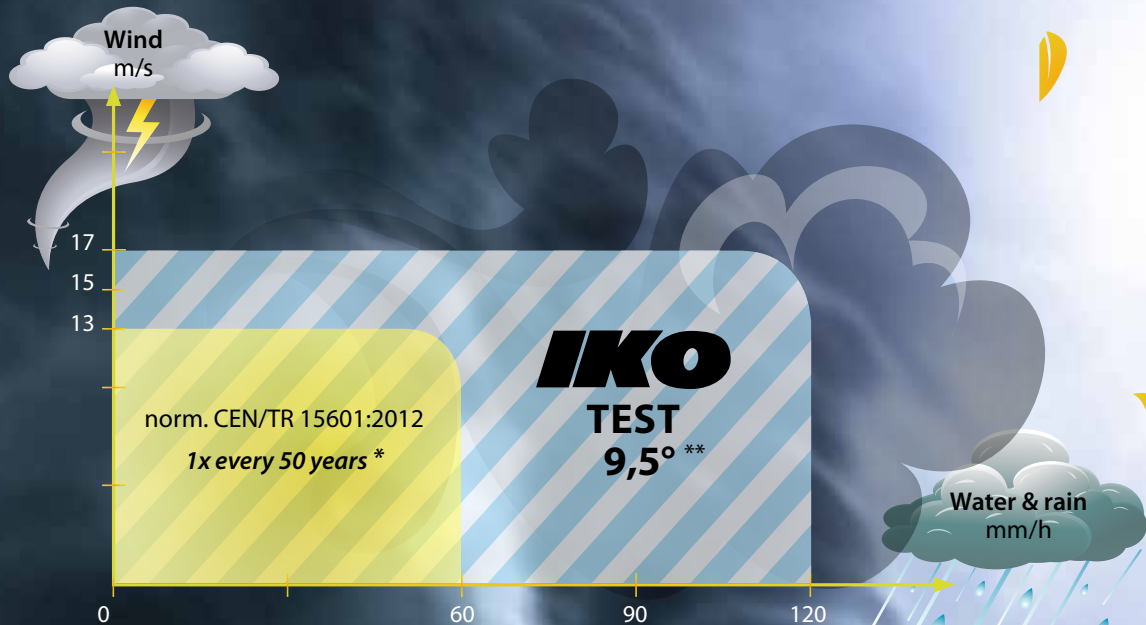 Wind
m/s
17
15
13
norm. CEN/TR 15601:2012
1x every 50 years *
IKO
TEST
9,5° **
Water & rain
mm/h
0
60
90
120